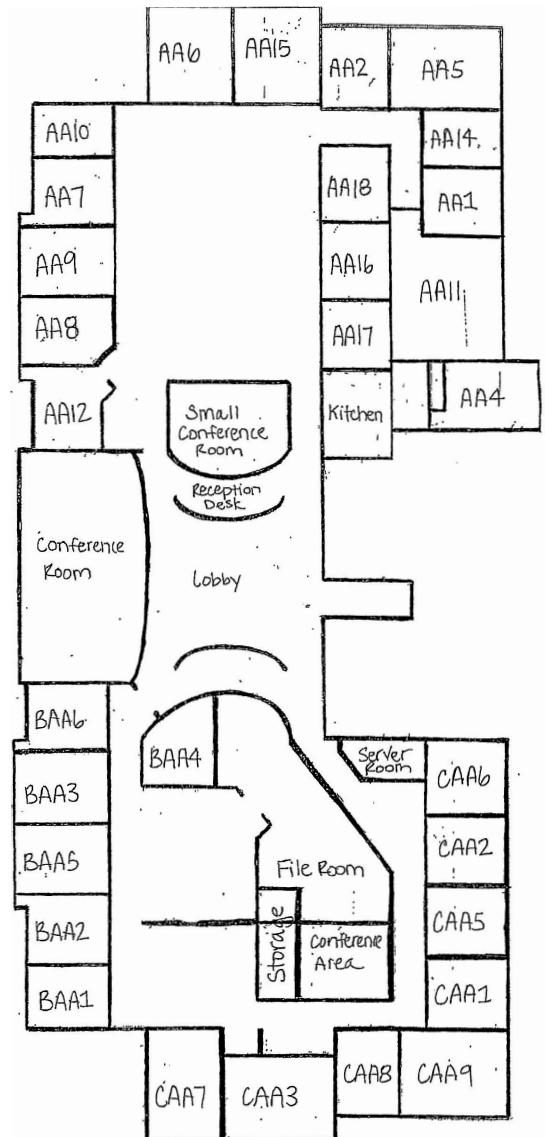 AA6
AA15
AA2
AA5
AA10
AA14
AA7
AA18
AA1
AA9
AA16
AA11
AA8
AA17
AA12
Small
Conference
Room
Kitchen
AA4
Reception
Desk
Conference
Room
Lobby
BAA6
BAA4
Server
Room
CAA6
BAA3
CAA2
BAA5
File Room
BAA2
Storage
Conference
Area
CAA5
BAA1
CAA1
CAA7
CAA3
CAA8
CAA9